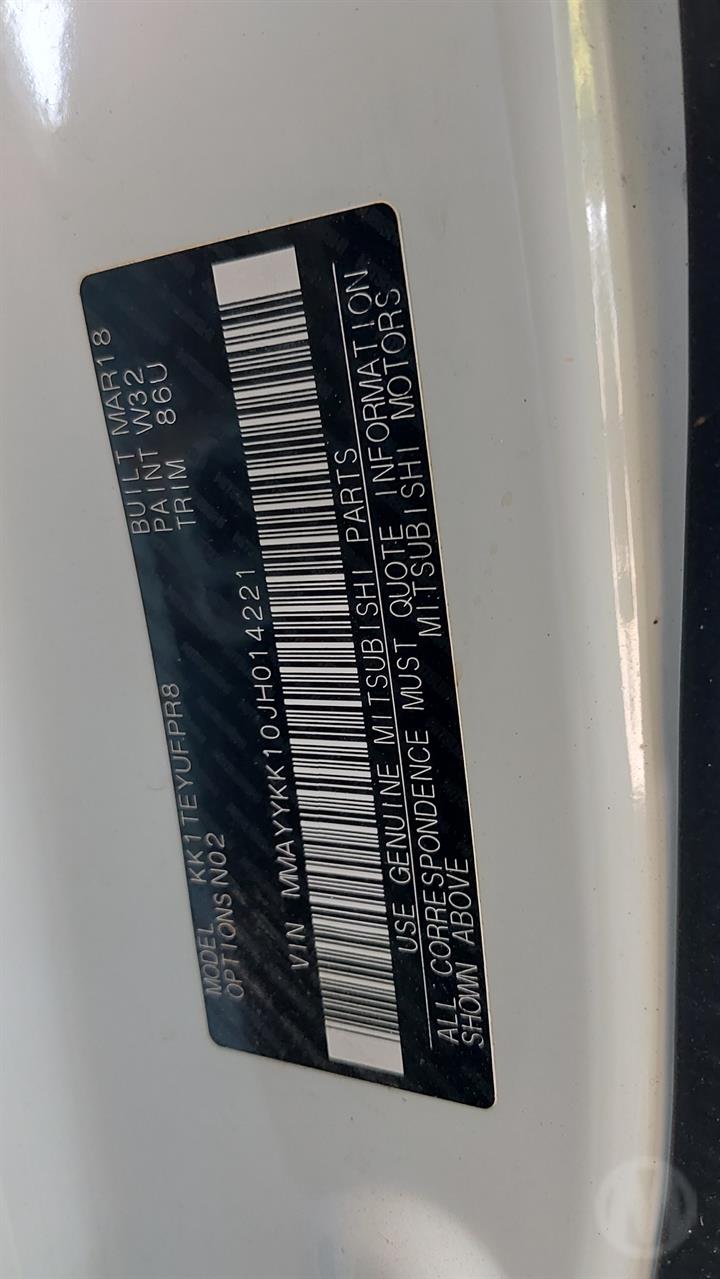 MODEL KK1TEYUFPR8 BUILT MAR18
OPTIONS N02 PAINT W32
TRIM 86U
VIN MMAYYKK10JH014221
USE GENUINE MITSUBISHI PARTS
ALL CORRESPONDENCE MUST QUOTE INFORMATION
SHOWN ABOVE MITSUBISHI MOTORS